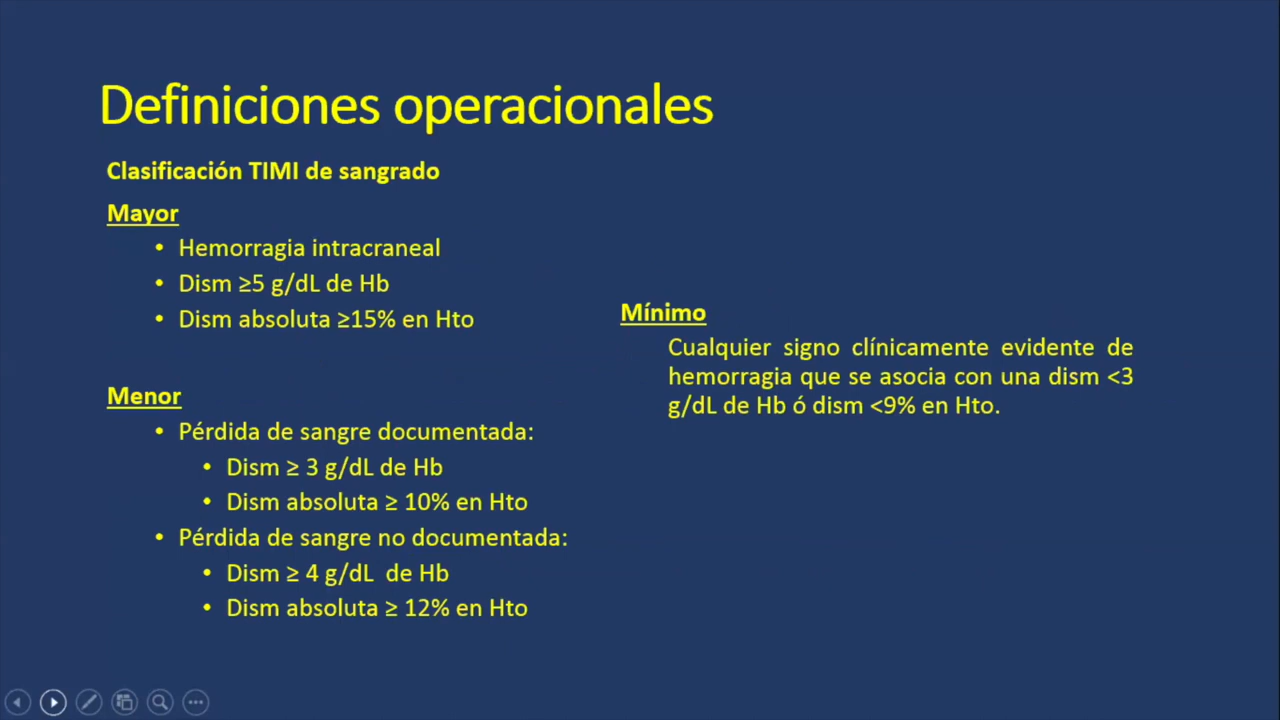 Definiciones operacionales
Clasificación TIMI de sangrado
Mayor
• Hemorragia intracraneal
• Dism ≥5 g/dL de Hb
• Dism absoluta ≥15% en Hto
Menor
• Pérdida de sangre documentada:
• Dism ≥ 3 g/dL de Hb
• Dism absoluta ≥ 10% en Hto
• Pérdida de sangre no documentada:
• Dism ≥ 4 g/dL de Hb
• Dism absoluta ≥ 12% en Hto
Mínimo
Cualquier signo clínicamente evidente de
hemorragia que se asocia con una dism <3
g/dL de Hb ó dism <9% en Hto.